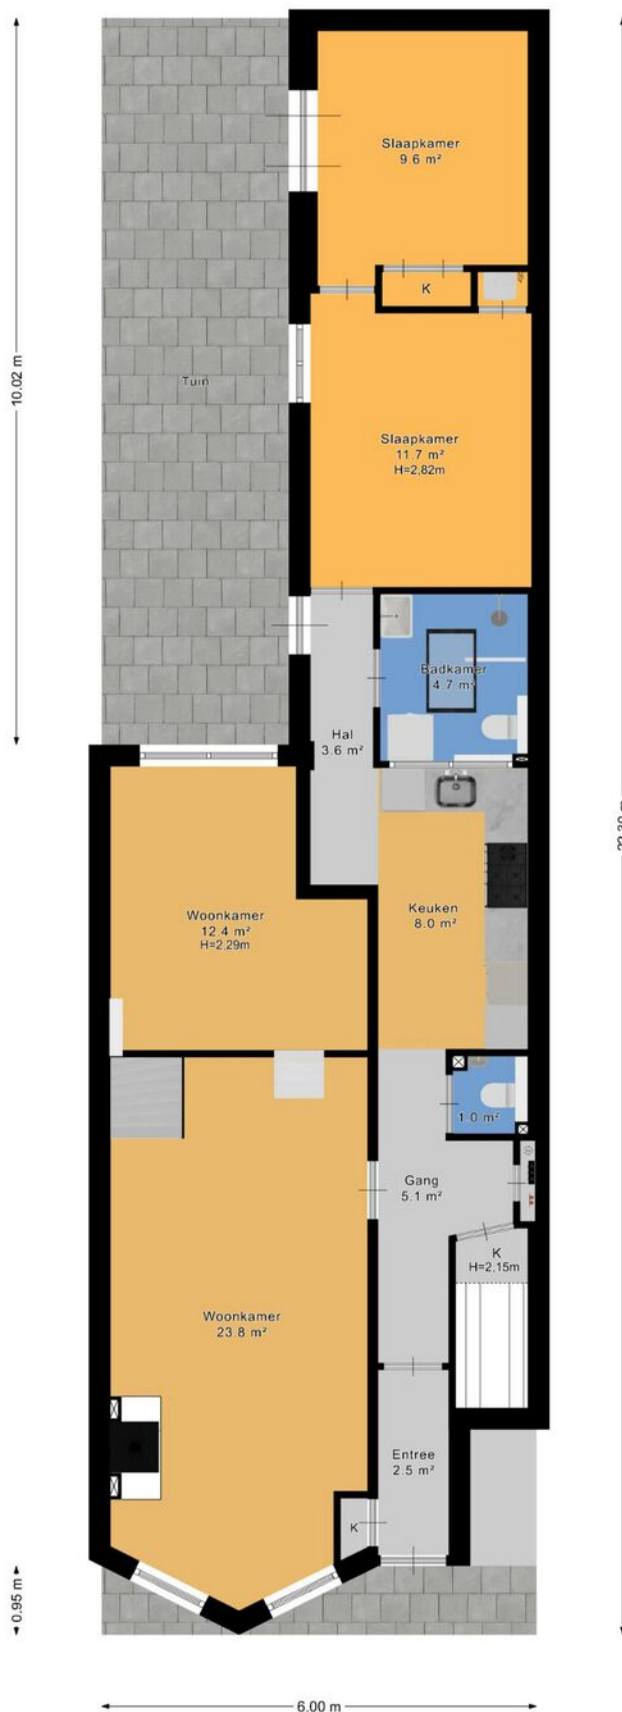 Slaapkamer
9.6 m²
K
10.02 m
Tuin
Slaapkamer
11.7 m²
H=2,82m
Badkamer
4.7 m²
Hal
3.6 m²
Woonkamer
12.4 m²
H=2,29m
Keuken
8.0 m²
1.0 m²
Gang
5.1 m²
K
H=2,15m
Woonkamer
23.8 m²
Entree
2.5 m²
K
0.95 m
6.00 m